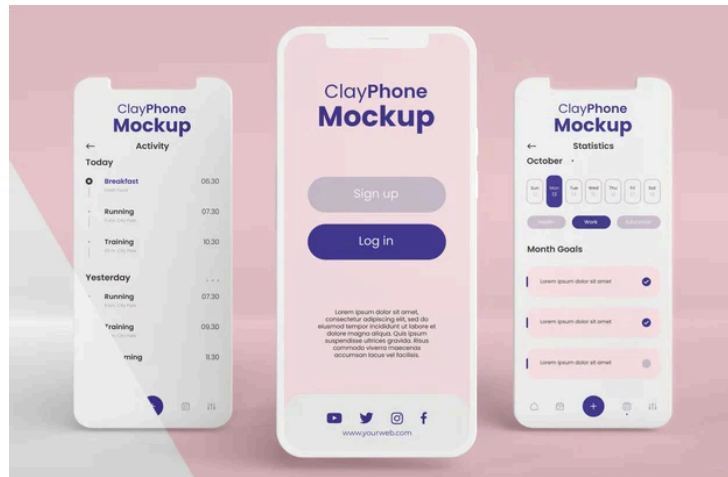 ClayPhone
Mockup
Activity
Today
Breakfast 06.30
Running 07.30
Training 10.30
Yesterday
Running 07.30
Training 09.30
ming 11.30
ClayPhone
Mockup
Sign up
Log in
Lorem ipsum dolor sit amet,
consectetur adipiscing elit, sed do
eiusmod tempor incididunt ut labore et
dolore magna aliqua. Quis ipsum
suspendisse ultrices gravida. Risus
commodo viverra maecenas
accumsan lacus vel facilisis.
www.yourweb.com
ClayPhone
Mockup
Statistics
October
Sun Mon Tue Wed Thu Fri Sat
Work
Month Goals
Lorem ipsum dolor sit amet
Lorem ipsum dolor sit amet
Lorem ipsum dolor sit amet